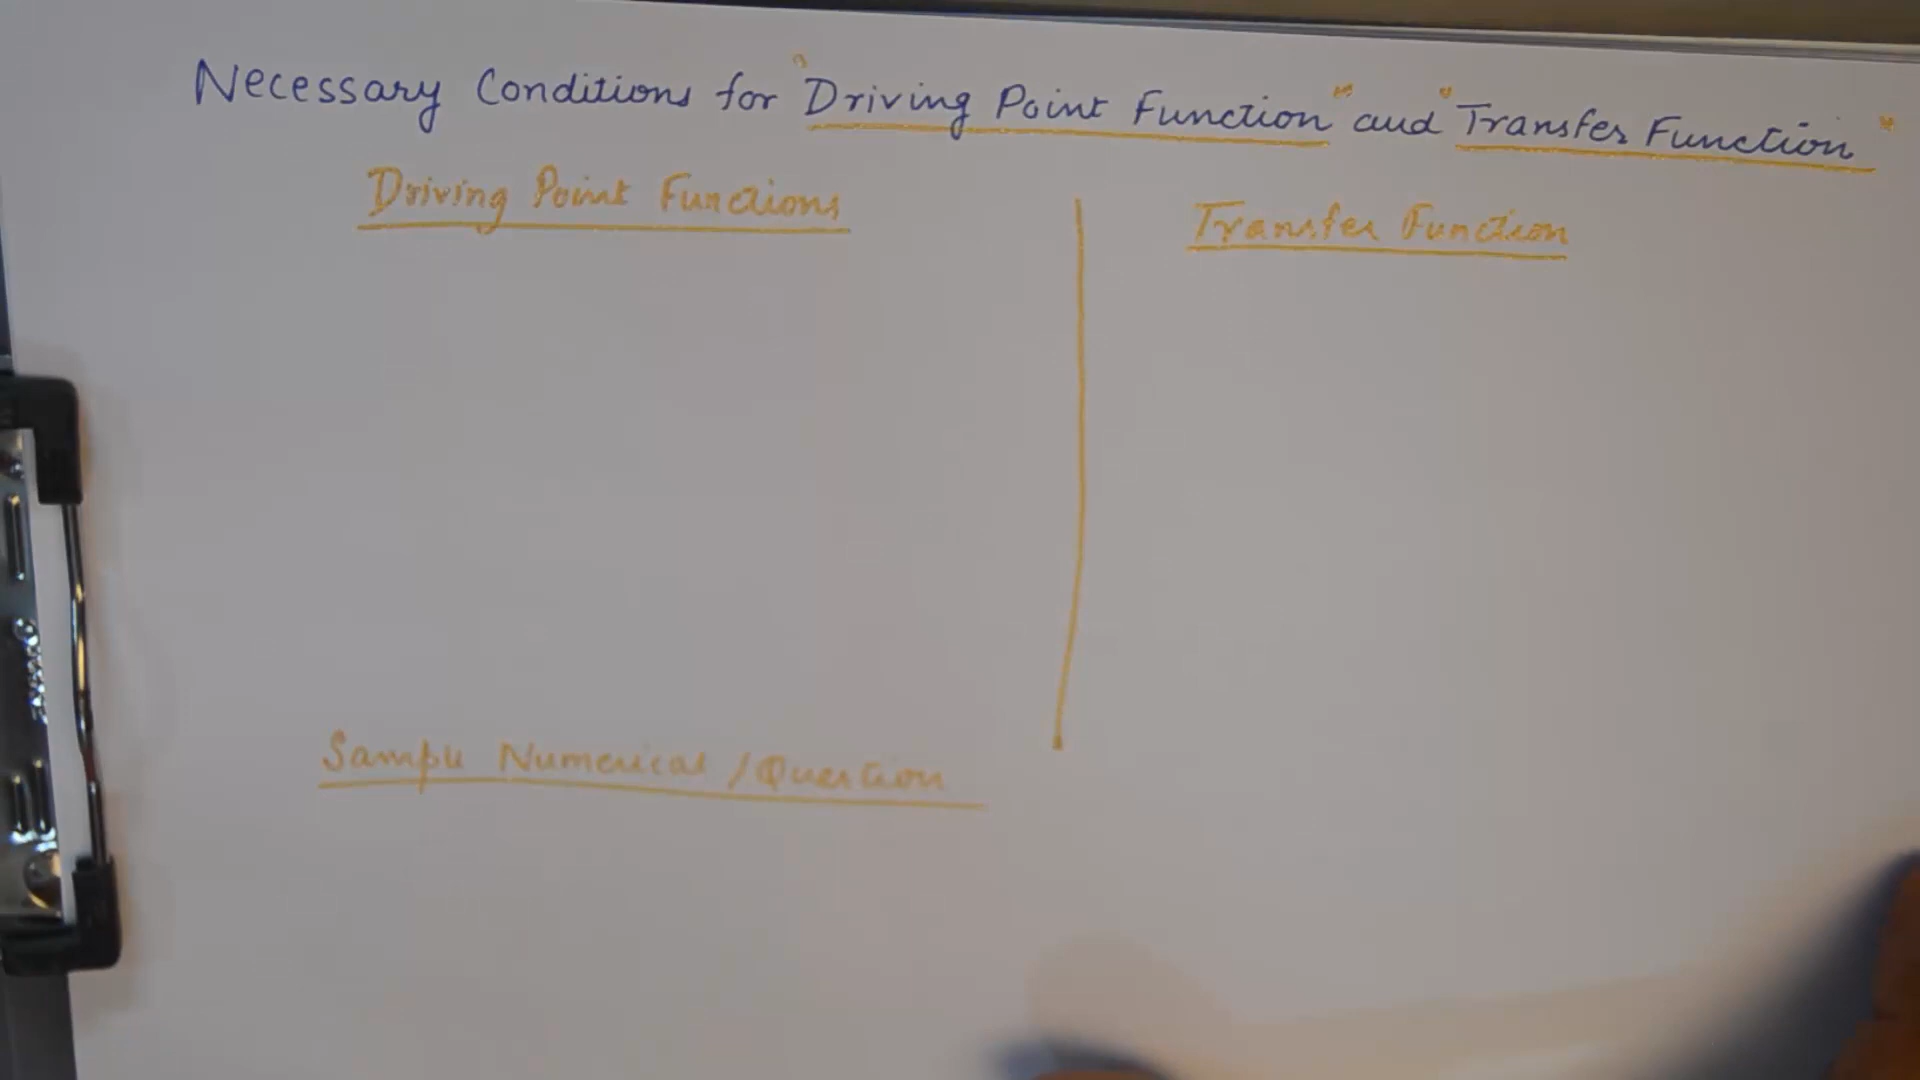 Necessary Conditions for "Driving Point Function" and "Transfer Function"
Driving Point Functions
Transfer Function
Sample Numerical / Question